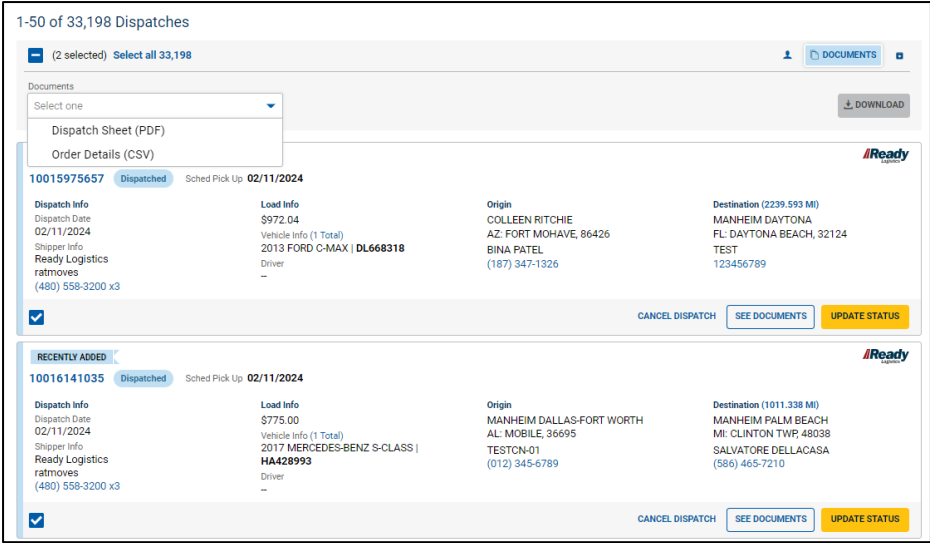 1-50 of 33,198 Dispatches
(2 selected) Select all 33,198
DOCUMENTS
Documents
Select one
DOWNLOAD
Dispatch Sheet (PDF)
Order Details (CSV)
Ready
Logistics
10015975657 Dispatched Sched Pick Up 02/11/2024
Dispatch Info
Dispatch Date
02/11/2024
Shipper Info
Ready Logistics
ratmoves
(480) 558-3200 x3
Load Info
$972.04
Vehicle Info (1 Total)
2013 FORD C-MAX | DL668318
Driver
--
Origin
COLLEEN RITCHIE
AZ: FORT MOHAVE, 86426
BINA PATEL
(187) 347-1326
Destination (2239.593 MI)
MANHEIM DAYTONA
FL: DAYTONA BEACH, 32124
TEST
123456789
CANCEL DISPATCH SEE DOCUMENTS UPDATE STATUS
RECENTLY ADDED
Ready
Logistics
10016141035 Dispatched Sched Pick Up 02/11/2024
Dispatch Info
Dispatch Date
02/11/2024
Shipper Info
Ready Logistics
ratmoves
(480) 558-3200 x3
Load Info
$775.00
Vehicle Info (1 Total)
2017 MERCEDES-BENZ S-CLASS |
HA428993
Driver
--
Origin
MANHEIM DALLAS-FORT WORTH
AL: MOBILE, 36695
TESTCN-01
(012) 345-6789
Destination (1011.338 MI)
MANHEIM PALM BEACH
MI: CLINTON TWP, 48038
SALVATORE DELLACASA
(586) 465-7210
CANCEL DISPATCH SEE DOCUMENTS UPDATE STATUS